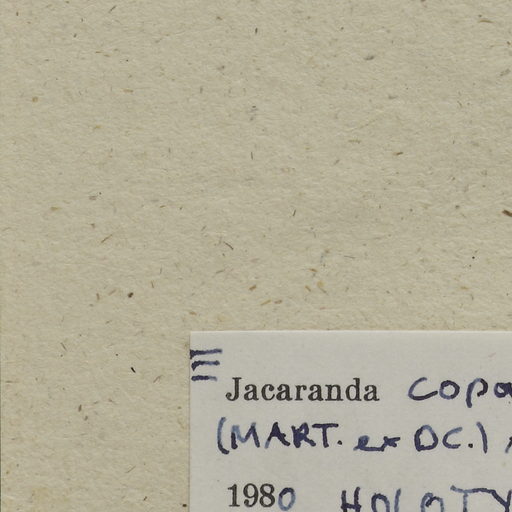 Jacaranda copa
(MART. ex DC.)
1980 HOLOTY